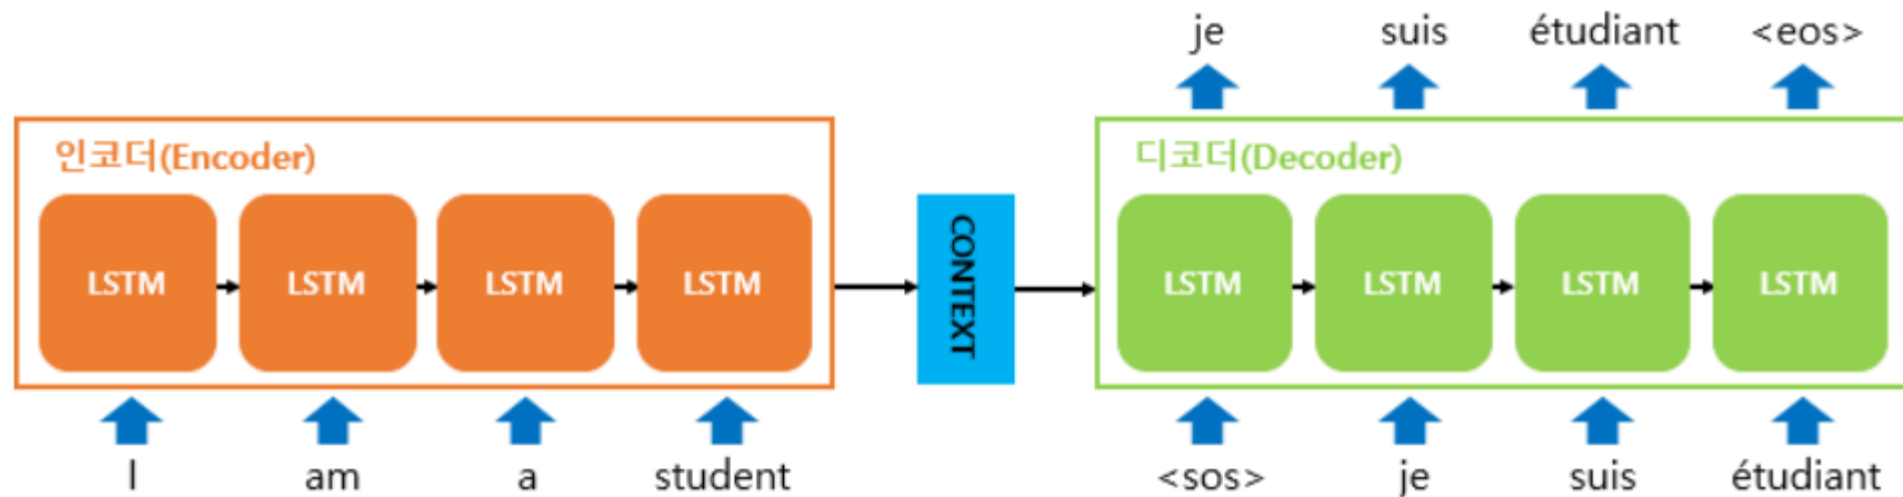 je suis étudiant <eos>
인코더(Encoder)
디코더(Decoder)
LSTM LSTM LSTM LSTM
CONTEXT
LSTM LSTM LSTM LSTM
I am a student
<sos> je suis étudiant